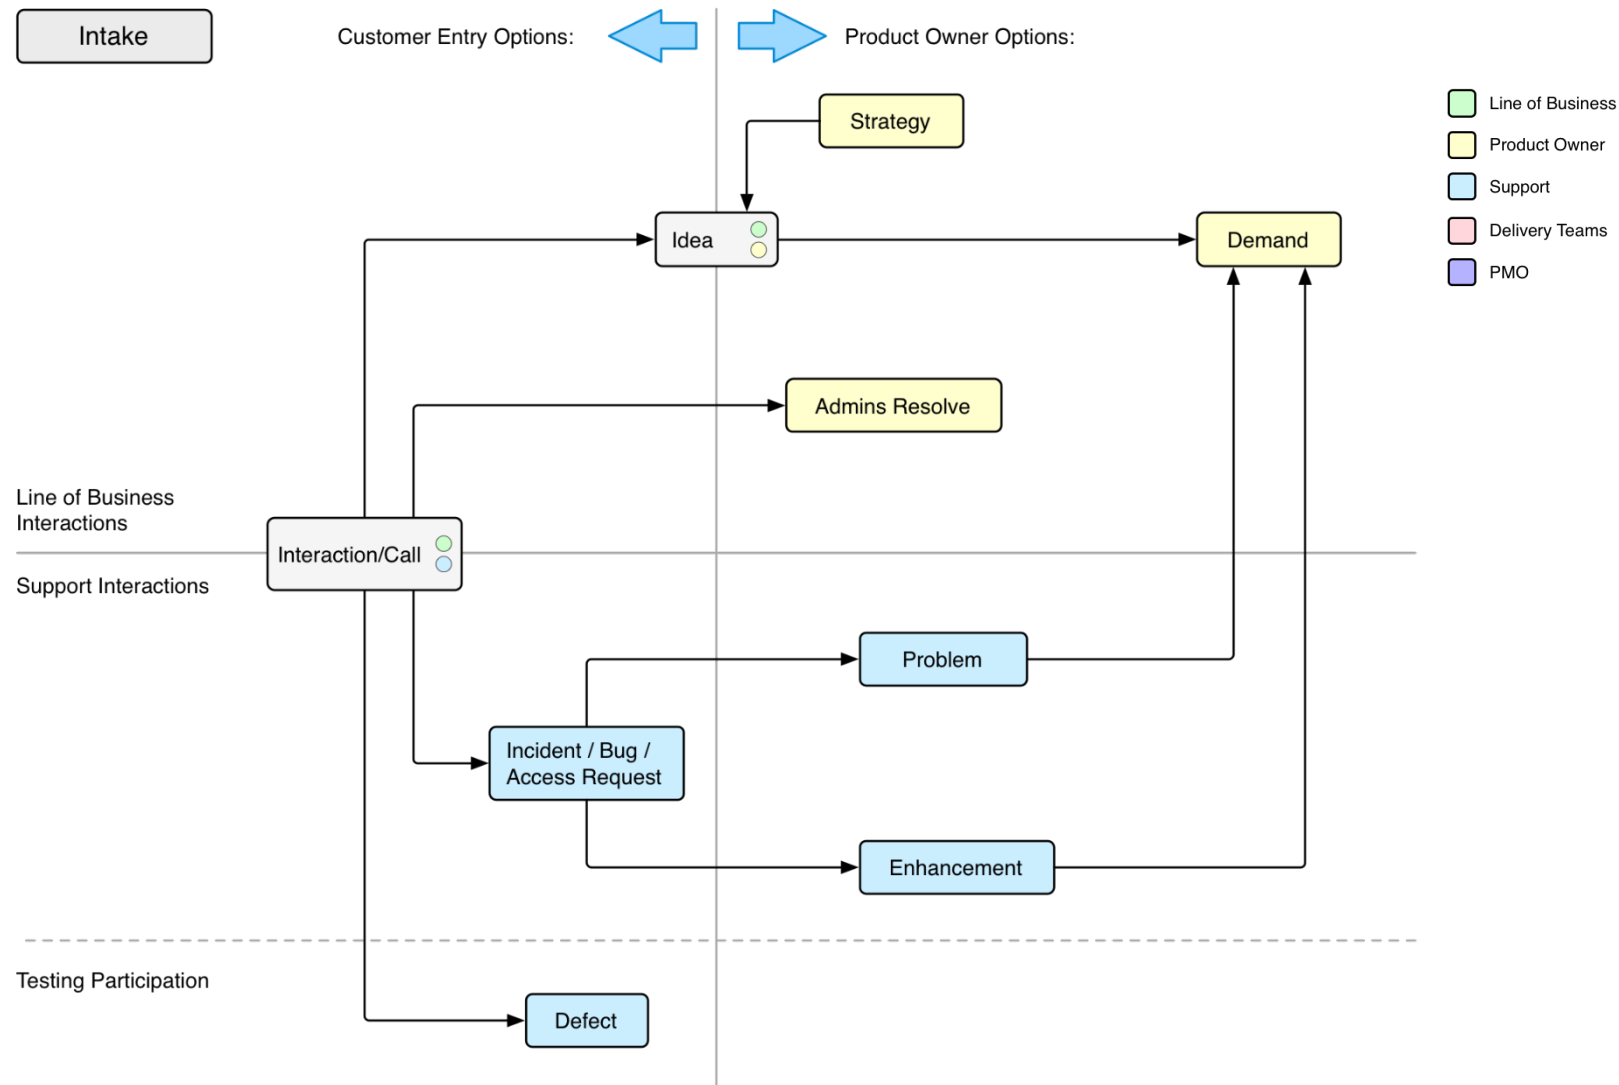 Intake
Customer Entry Options:
Product Owner Options:
Line of Business
Product Owner
Support
Delivery Teams
PMO
Strategy
Idea
Demand
Admins Resolve
Line of Business
Interactions
Interaction/Call
Support Interactions
Problem
Incident / Bug /
Access Request
Enhancement
Testing Participation
Defect